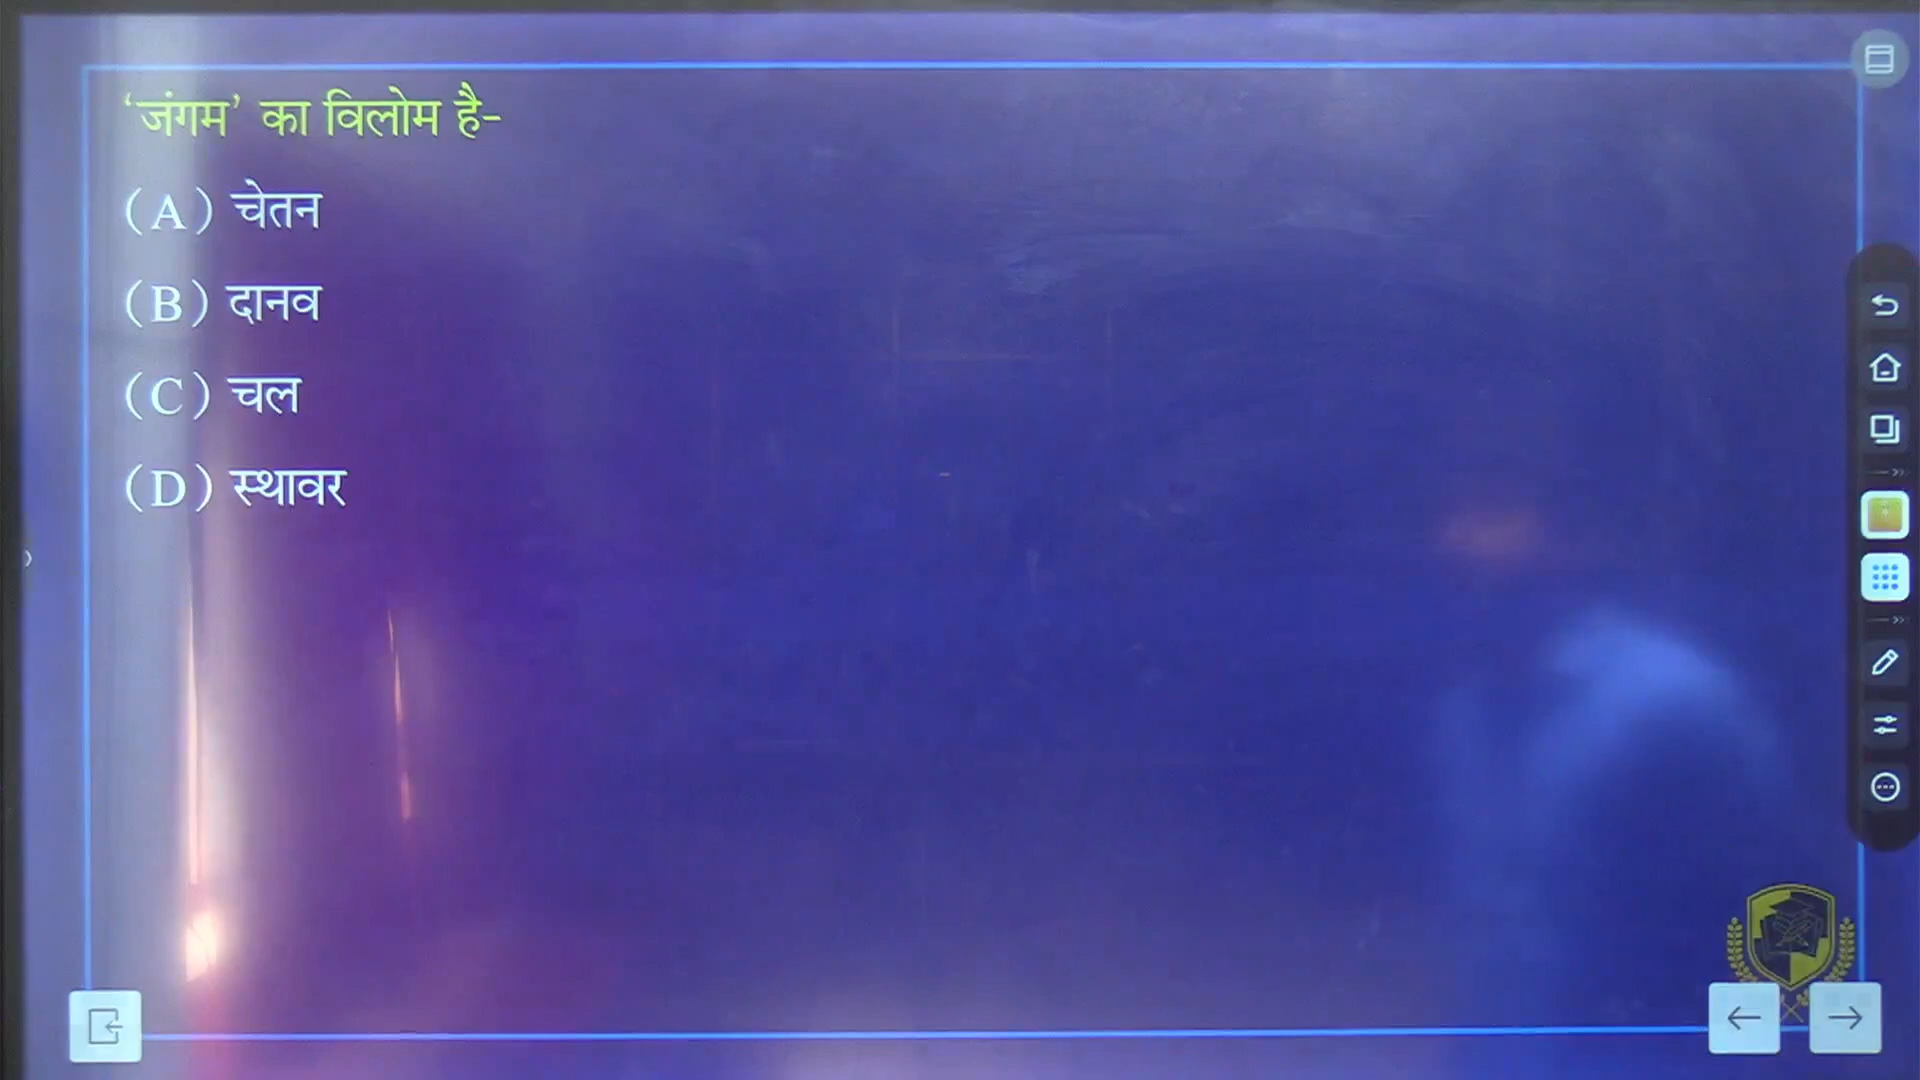 ‘जंगम’ का विलोम है-
(A) चेतन
(B) दानव
(C) चल
(D) स्थावर